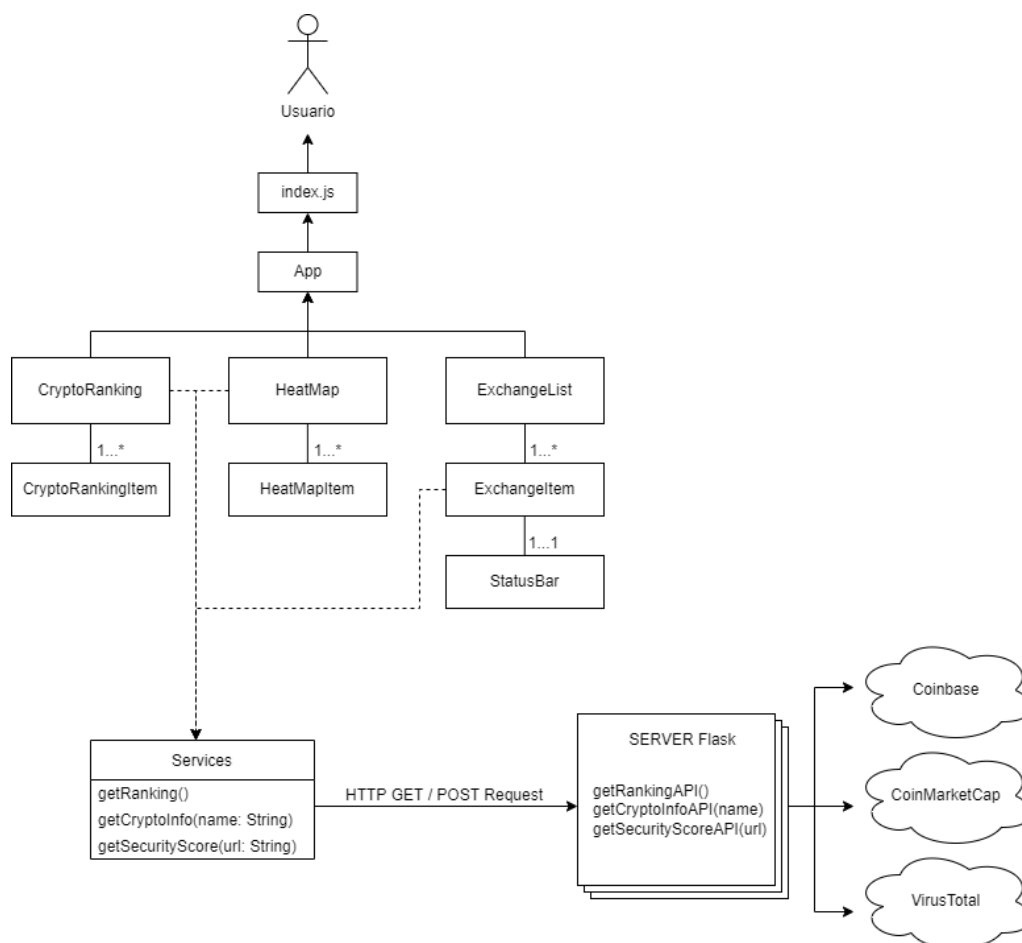 Usuario
index.js
App
CryptoRanking
HeatMap
ExchangeList
1...*
1...*
1...*
CryptoRankingItem
HeatMapItem
ExchangeItem
1...1
StatusBar
Services
getRanking()
getCryptoInfo(name: String)
getSecurityScore(url: String)
HTTP GET / POST Request
SERVER Flask
getRankingAPI()
getCryptoInfoAPI(name)
getSecurityScoreAPI(url)
Coinbase
CoinMarketCap
VirusTotal